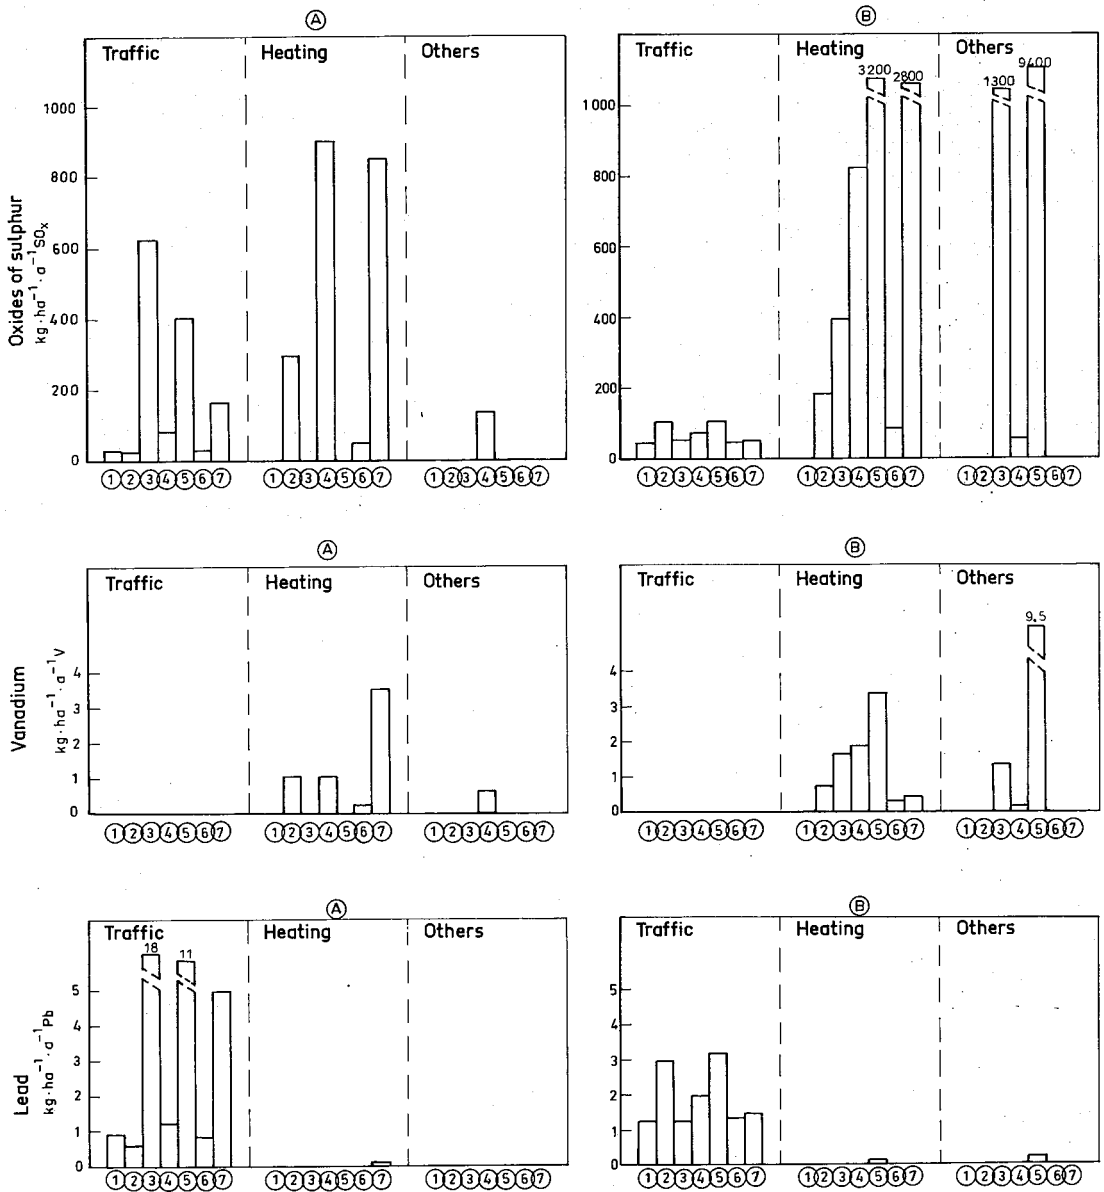 Ⓐ
Traffic Heating Others
Oxides of sulphur
kg·ha⁻¹·a⁻¹SOₓ
1000
800
600
400
200
0
①②③④⑤⑥⑦ ①②③④⑤⑥⑦ ①②③④⑤⑥⑦
Ⓑ
Traffic Heating Others
3200 2800 1300 9400
1000
800
600
400
200
0
①②③④⑤⑥⑦ ①②③④⑤⑥⑦ ①②③④⑤⑥⑦
Ⓐ
Traffic Heating Others
Vanadium
kg·ha⁻¹·a⁻¹V
4
3
2
1
0
①②③④⑤⑥⑦ ①②③④⑤⑥⑦ ①②③④⑤⑥⑦
Ⓑ
Traffic Heating Others
9.5
4
3
2
1
0
①②③④⑤⑥⑦ ①②③④⑤⑥⑦ ①②③④⑤⑥⑦
Ⓐ
Traffic Heating Others
18 11
Lead
kg·ha⁻¹·a⁻¹Pb
5
4
3
2
1
0
①②③④⑤⑥⑦ ①②③④⑤⑥⑦ ①②③④⑤⑥⑦
Ⓑ
Traffic Heating Others
5
4
3
2
1
0
①②③④⑤⑥⑦ ①②③④⑤⑥⑦ ①②③④⑤⑥⑦